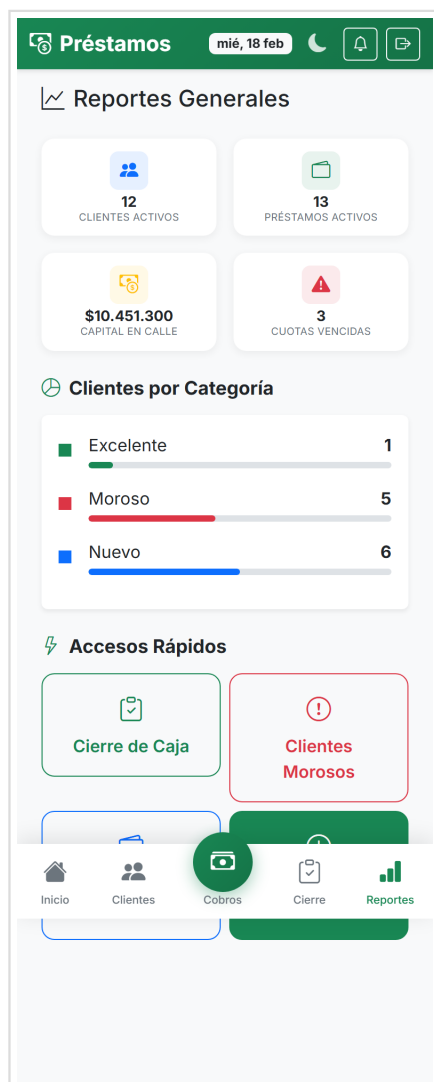 Préstamos
mié, 18 feb
Reportes Generales
12
CLIENTES ACTIVOS
13
PRÉSTAMOS ACTIVOS
$10.451.300
CAPITAL EN CALLE
3
CUOTAS VENCIDAS
Clientes por Categoría
Excelente 1
Moroso 5
Nuevo 6
Accesos Rápidos
Cierre de Caja
Clientes
Morosos
Inicio
Clientes
Cobros
Cierre
Reportes